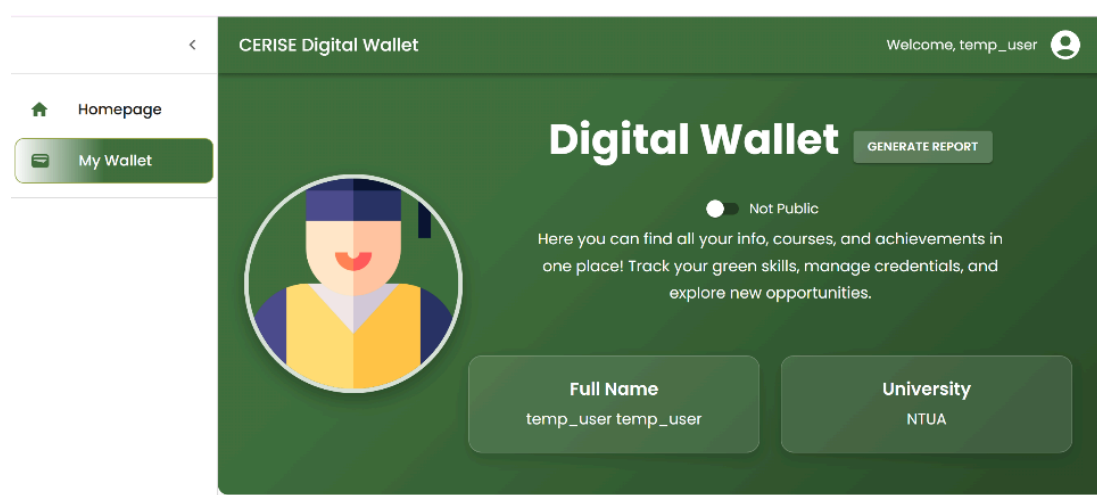 CERISE Digital Wallet
Welcome, temp_user
Homepage
My Wallet
Digital Wallet
GENERATE REPORT
Not Public
Here you can find all your info, courses, and achievements in
one place! Track your green skills, manage credentials, and
explore new opportunities.
Full Name
temp_user temp_user
University
NTUA